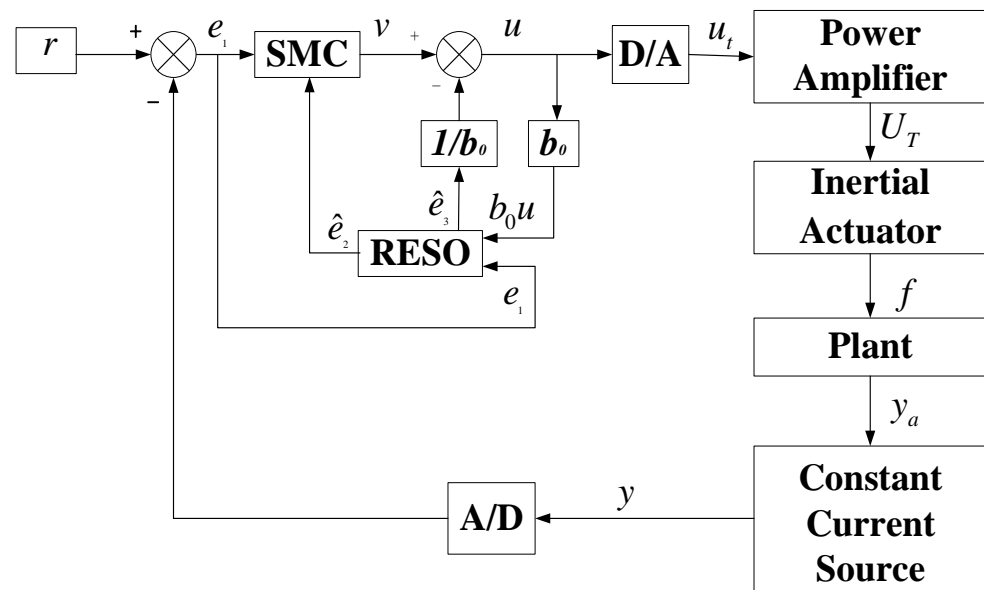 r
+
e₁
SMC
v
+
u
D/A
uₜ
Power
Amplifier
−
−
1/b₀
b₀
U_T
Inertial
Actuator
ê₂
ê₃
b₀u
RESO
e₁
f
Plant
yₐ
A/D
y
Constant
Current
Source